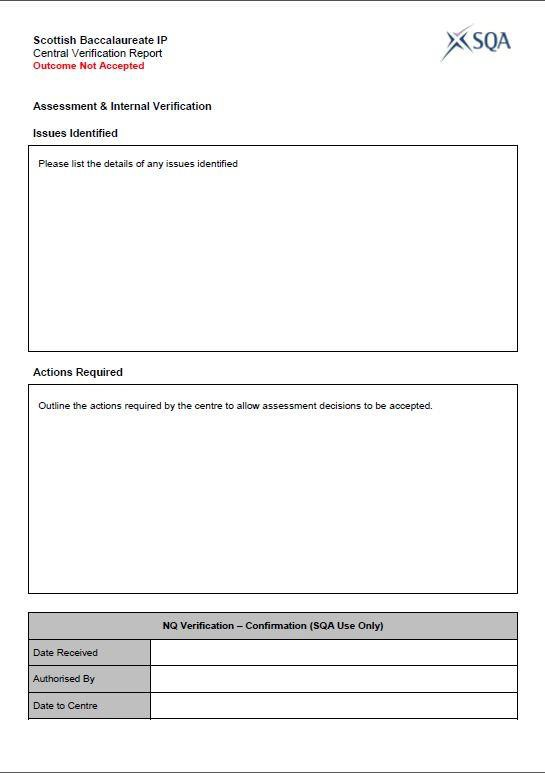 Scottish Baccalaureate IP
Central Verification Report
Outcome Not Accepted
SQA
Assessment & Internal Verification
Issues Identified
Please list the details of any issues identified
Actions Required
Outline the actions required by the centre to allow assessment decisions to be accepted.
NQ Verification – Confirmation (SQA Use Only)
Date Received
Authorised By
Date to Centre